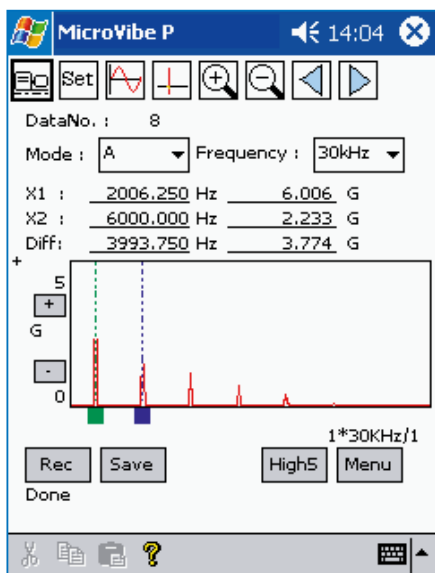 MicroVibe P 14:04
Set
DataNo. : 8
Mode : A Frequency : 30kHz
X1 : 2006.250 Hz 6.006 G
X2 : 6000.000 Hz 2.233 G
Diff: 3993.750 Hz 3.774 G
+
5
+
G
-
0
1*30KHz/1
Rec Save High5 Menu
Done
?